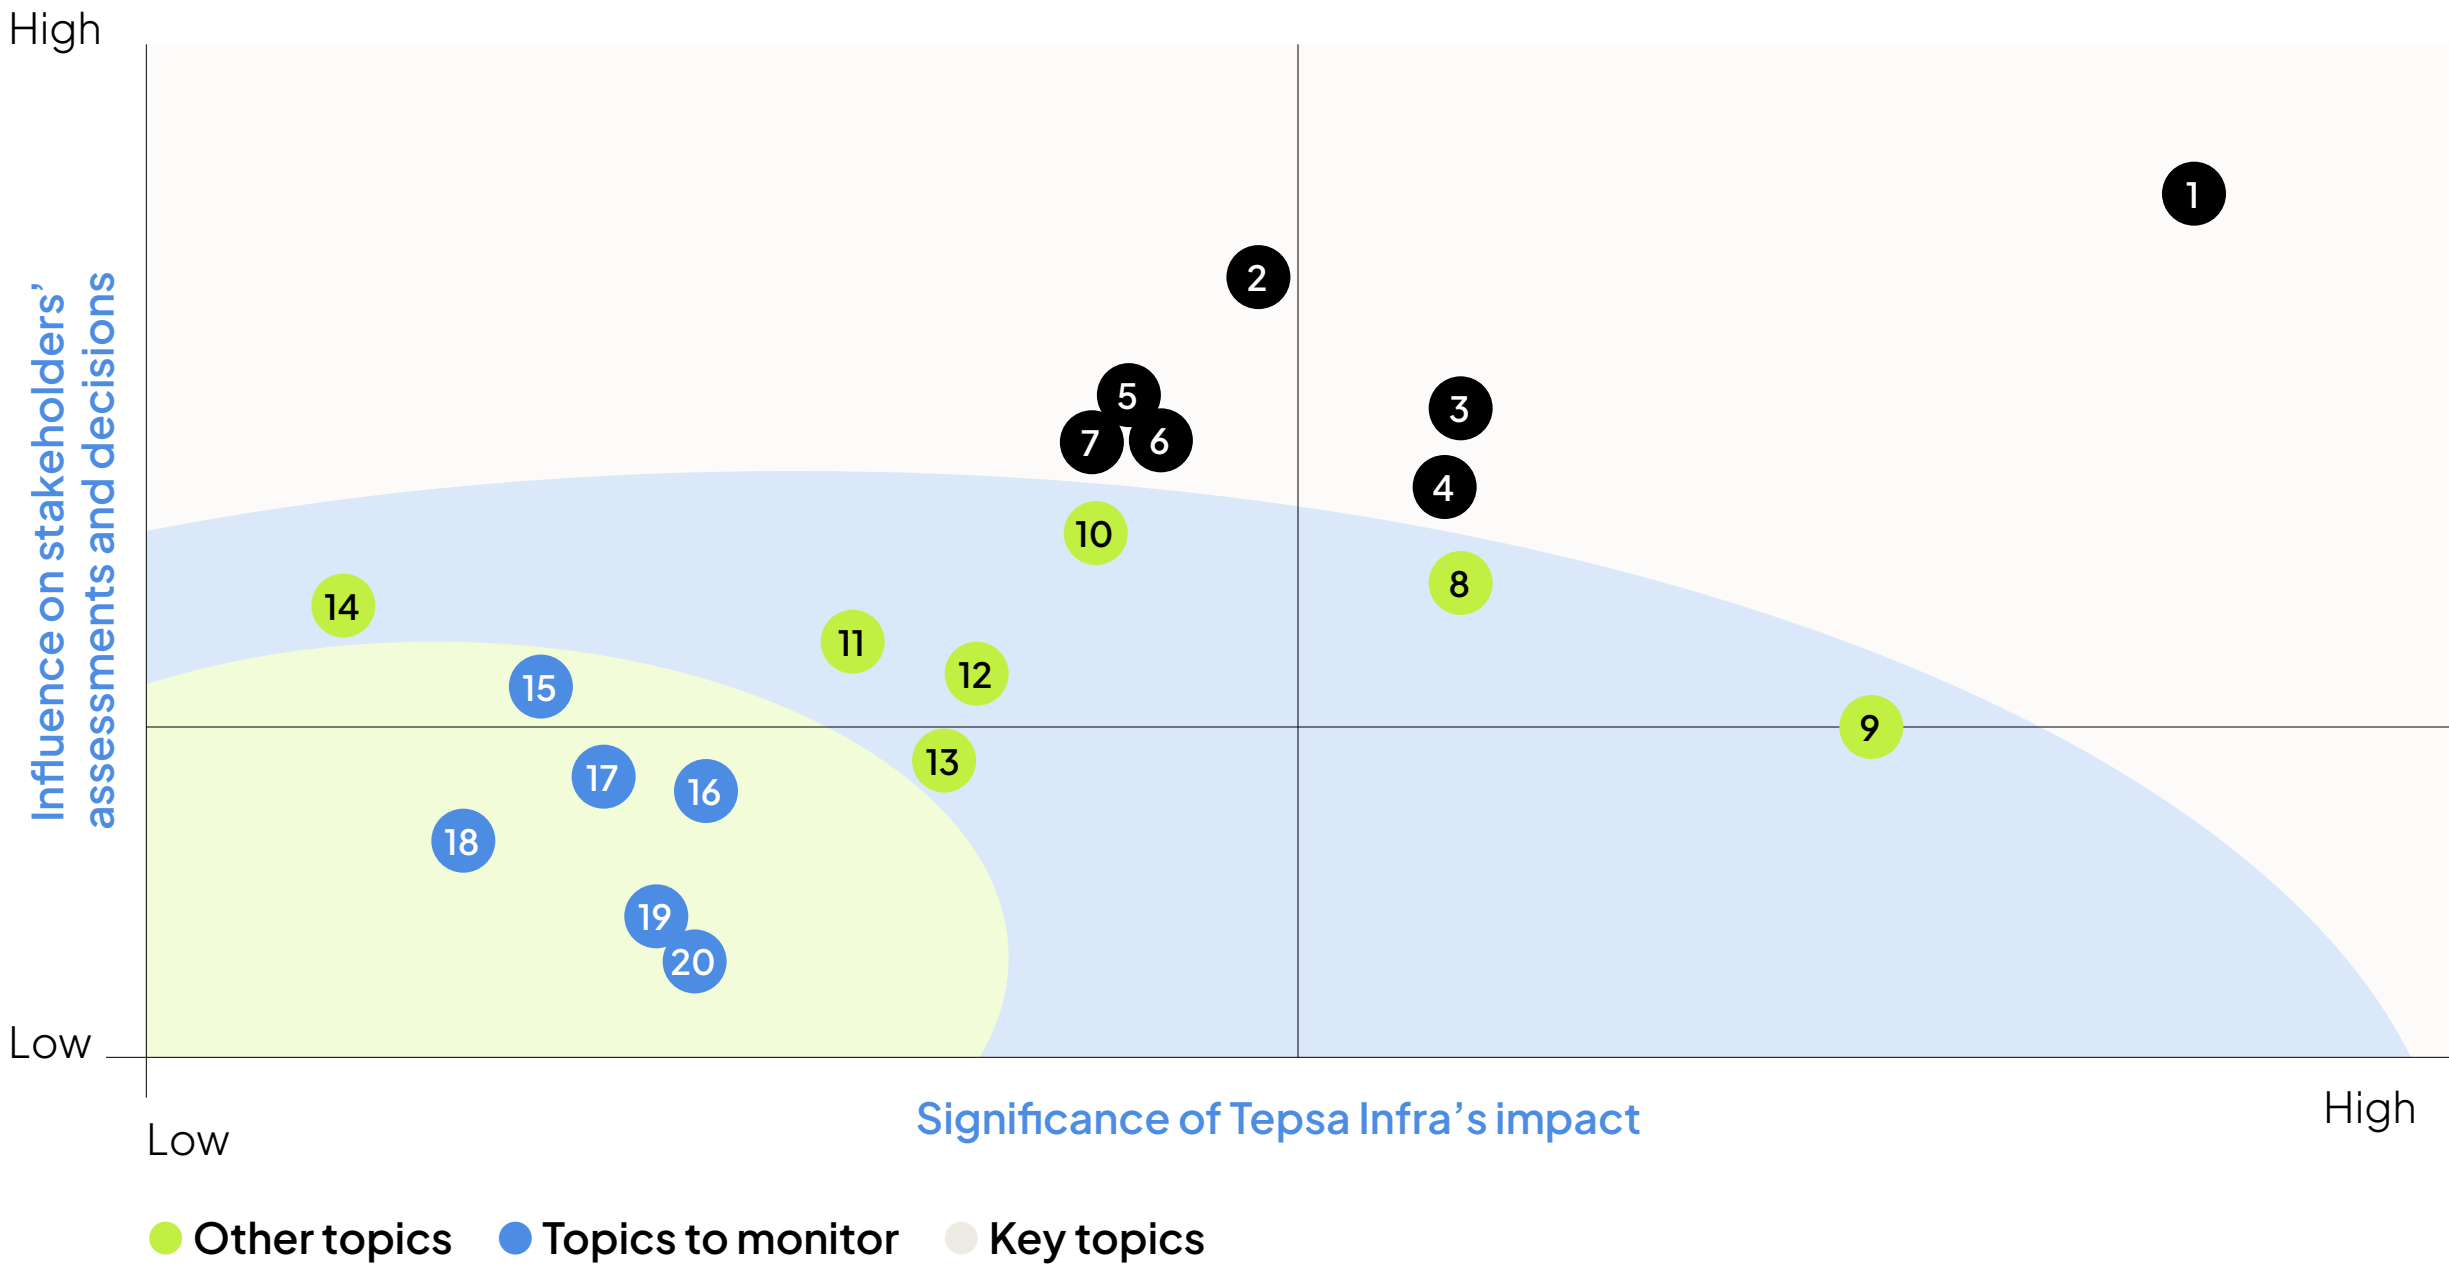 High
1
2
5
3
7
6
4
10
8
14
11
12
15
9
13
17
16
18
19
20
Influence on stakeholders’
assessments and decisions
Low
High
Significance of Tepsa Infra’s impact
Low
Other topics
Topics to monitor
Key topics